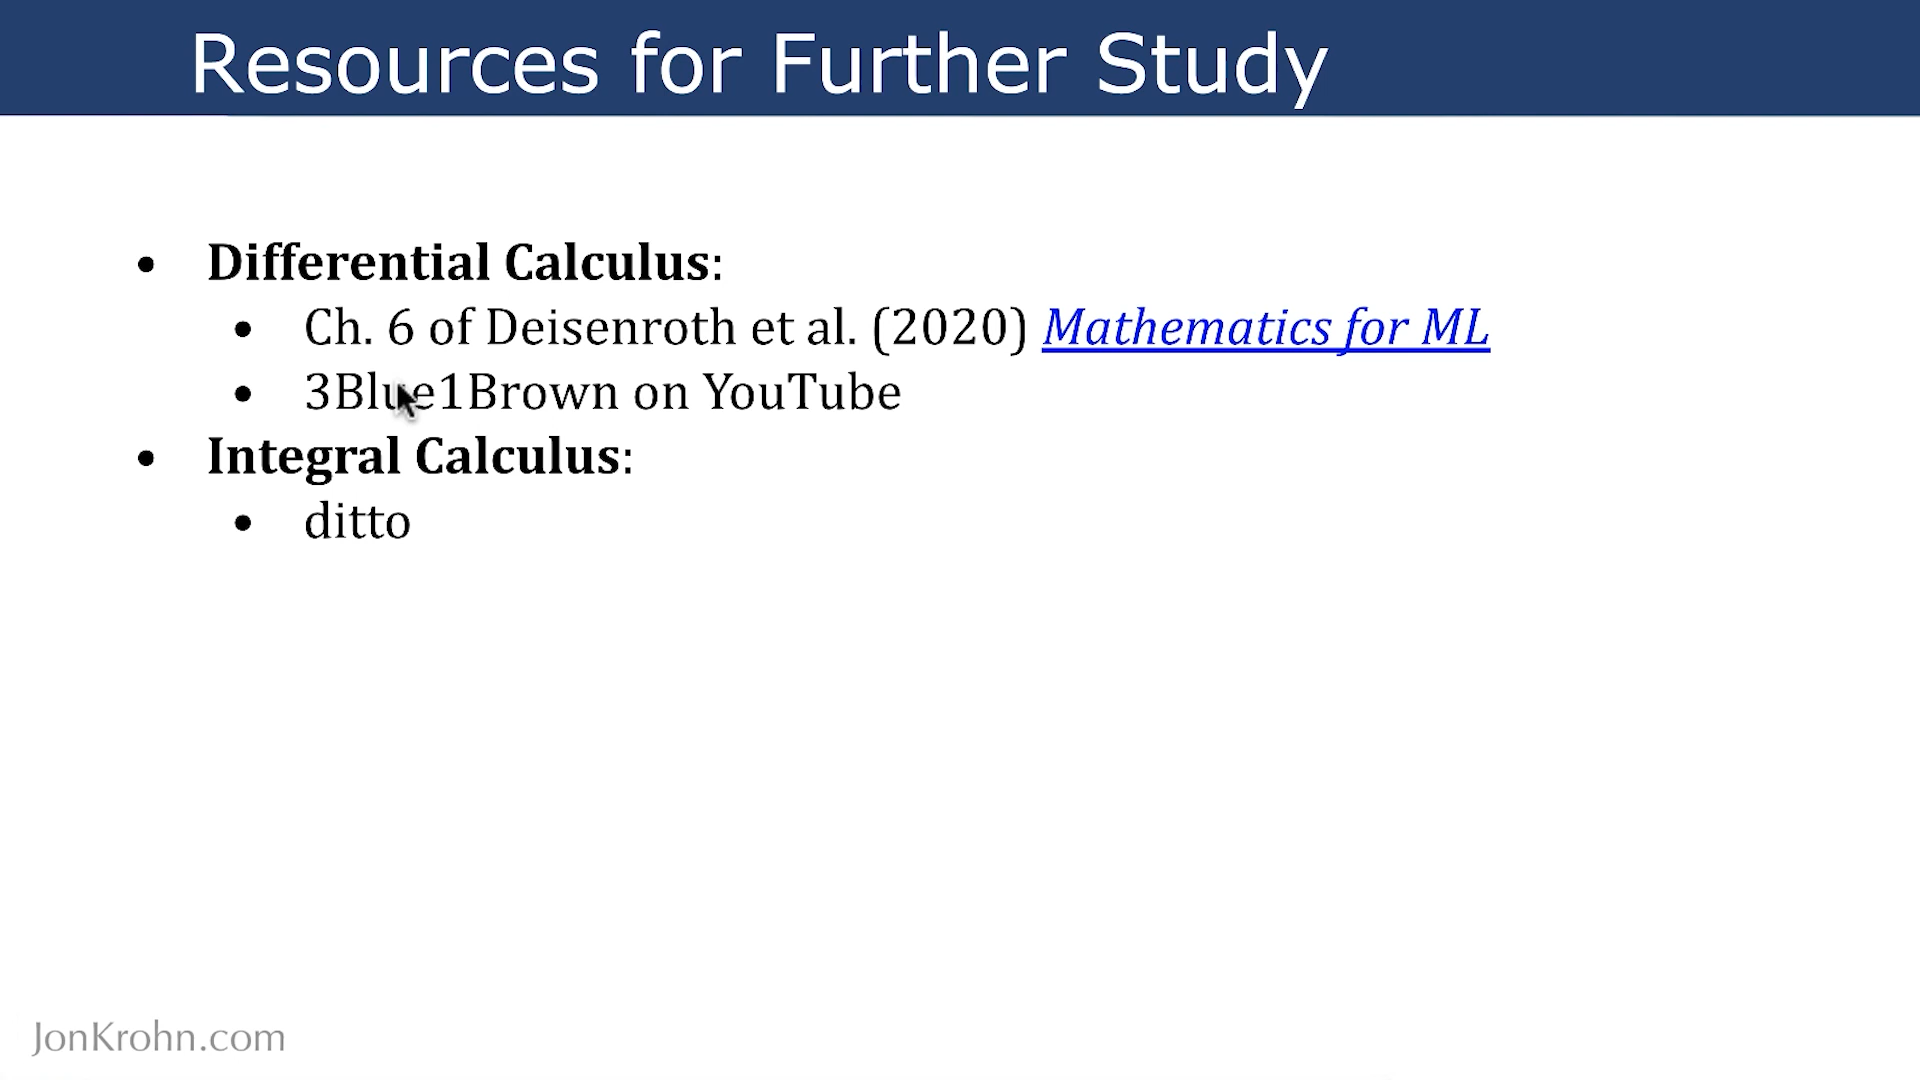 Resources for Further Study
• Differential Calculus:
• Ch. 6 of Deisenroth et al. (2020) Mathematics for ML
• 3Blue1Brown on YouTube
• Integral Calculus:
• ditto
JonKrohn.com